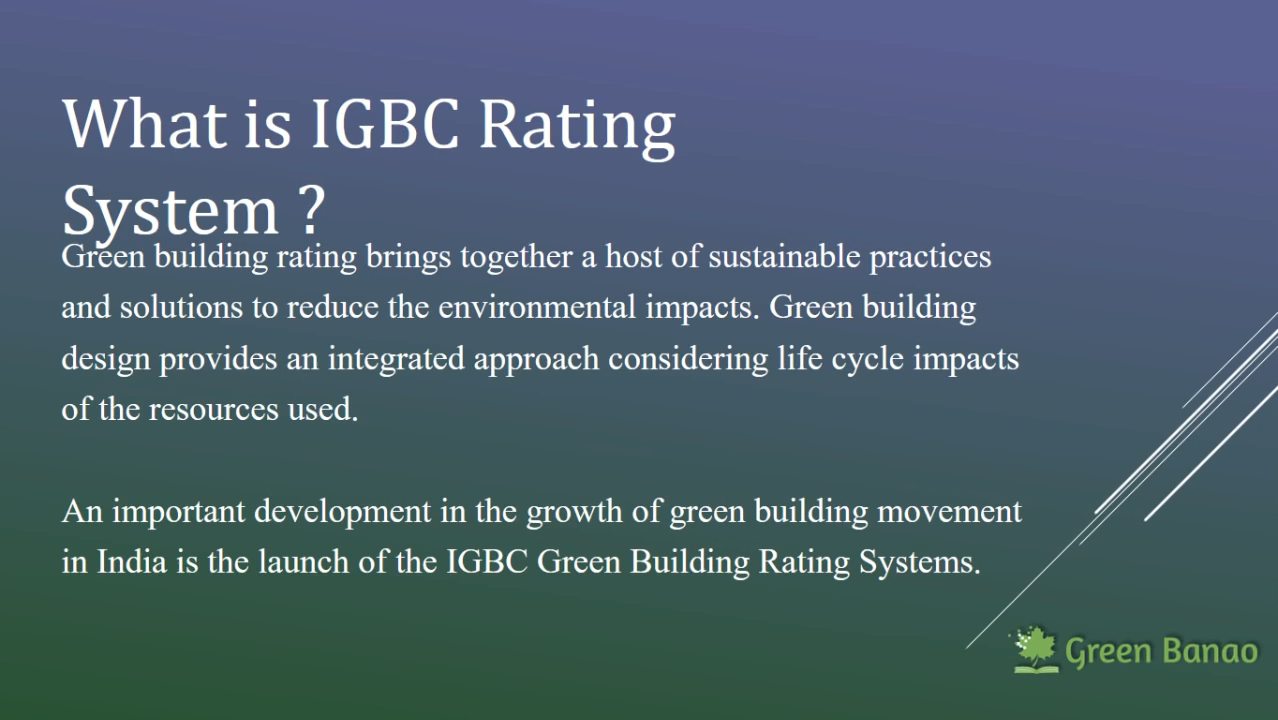 What is IGBC Rating
System ?
Green building rating brings together a host of sustainable practices
and solutions to reduce the environmental impacts. Green building
design provides an integrated approach considering life cycle impacts
of the resources used.
An important development in the growth of green building movement
in India is the launch of the IGBC Green Building Rating Systems.
Green Banao